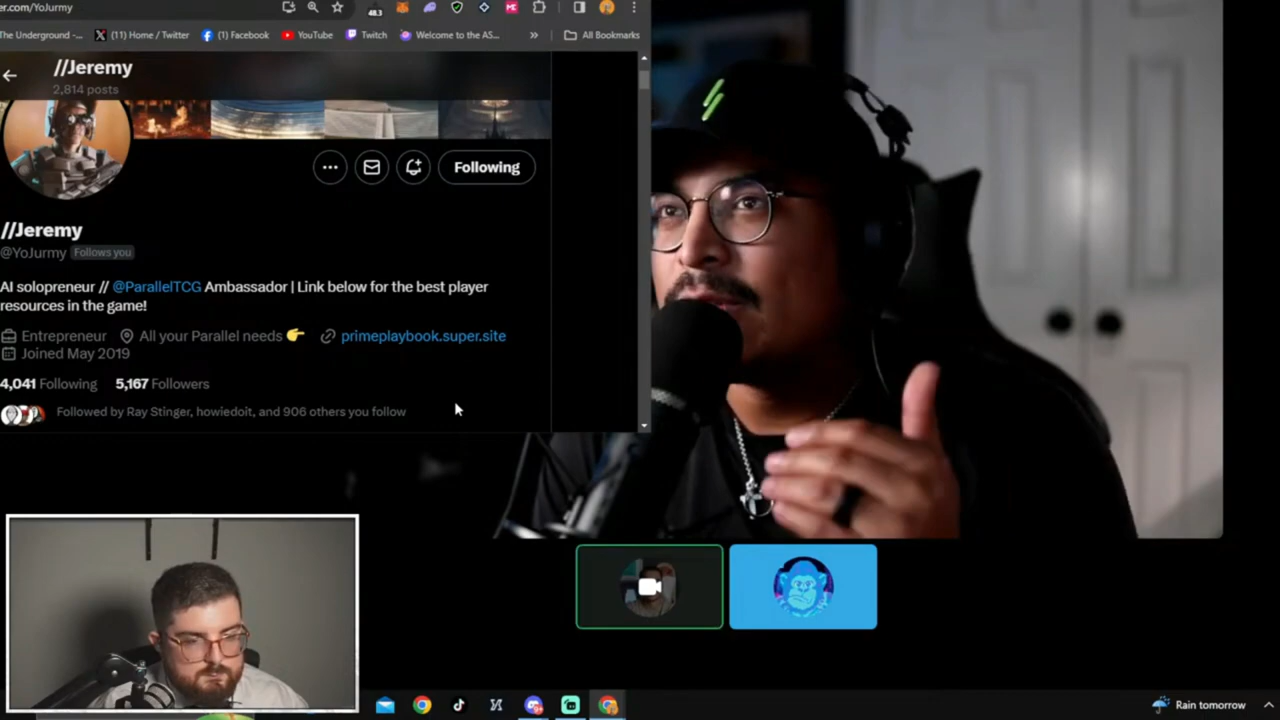 er.com/YoJurmy
48.3
The Underground -...
(11) Home / Twitter
(1) Facebook
YouTube
Twitch
Welcome to the AS...
»
All Bookmarks
//Jeremy
2,814 posts
Following
//Jeremy
@YoJurmy Follows you
AI solopreneur // @ParallelTCG Ambassador | Link below for the best player
resources in the game!
Entrepreneur All your Parallel needs 👉 primeplaybook.super.site
Joined May 2019
4,041 Following 5,167 Followers
Followed by Ray Stinger, howiedoit, and 906 others you follow
Rain tomorrow